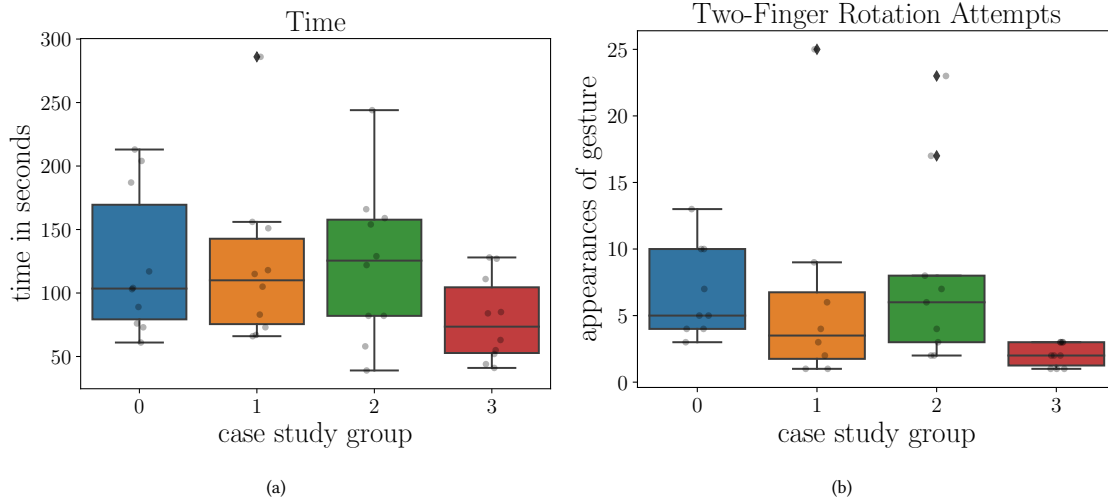 Time
300
250
200
150
100
50
time in seconds
0 1 2 3
case study group
(a)
Two-Finger Rotation Attempts
25
20
15
10
5
0
appearances of gesture
0 1 2 3
case study group
(b)